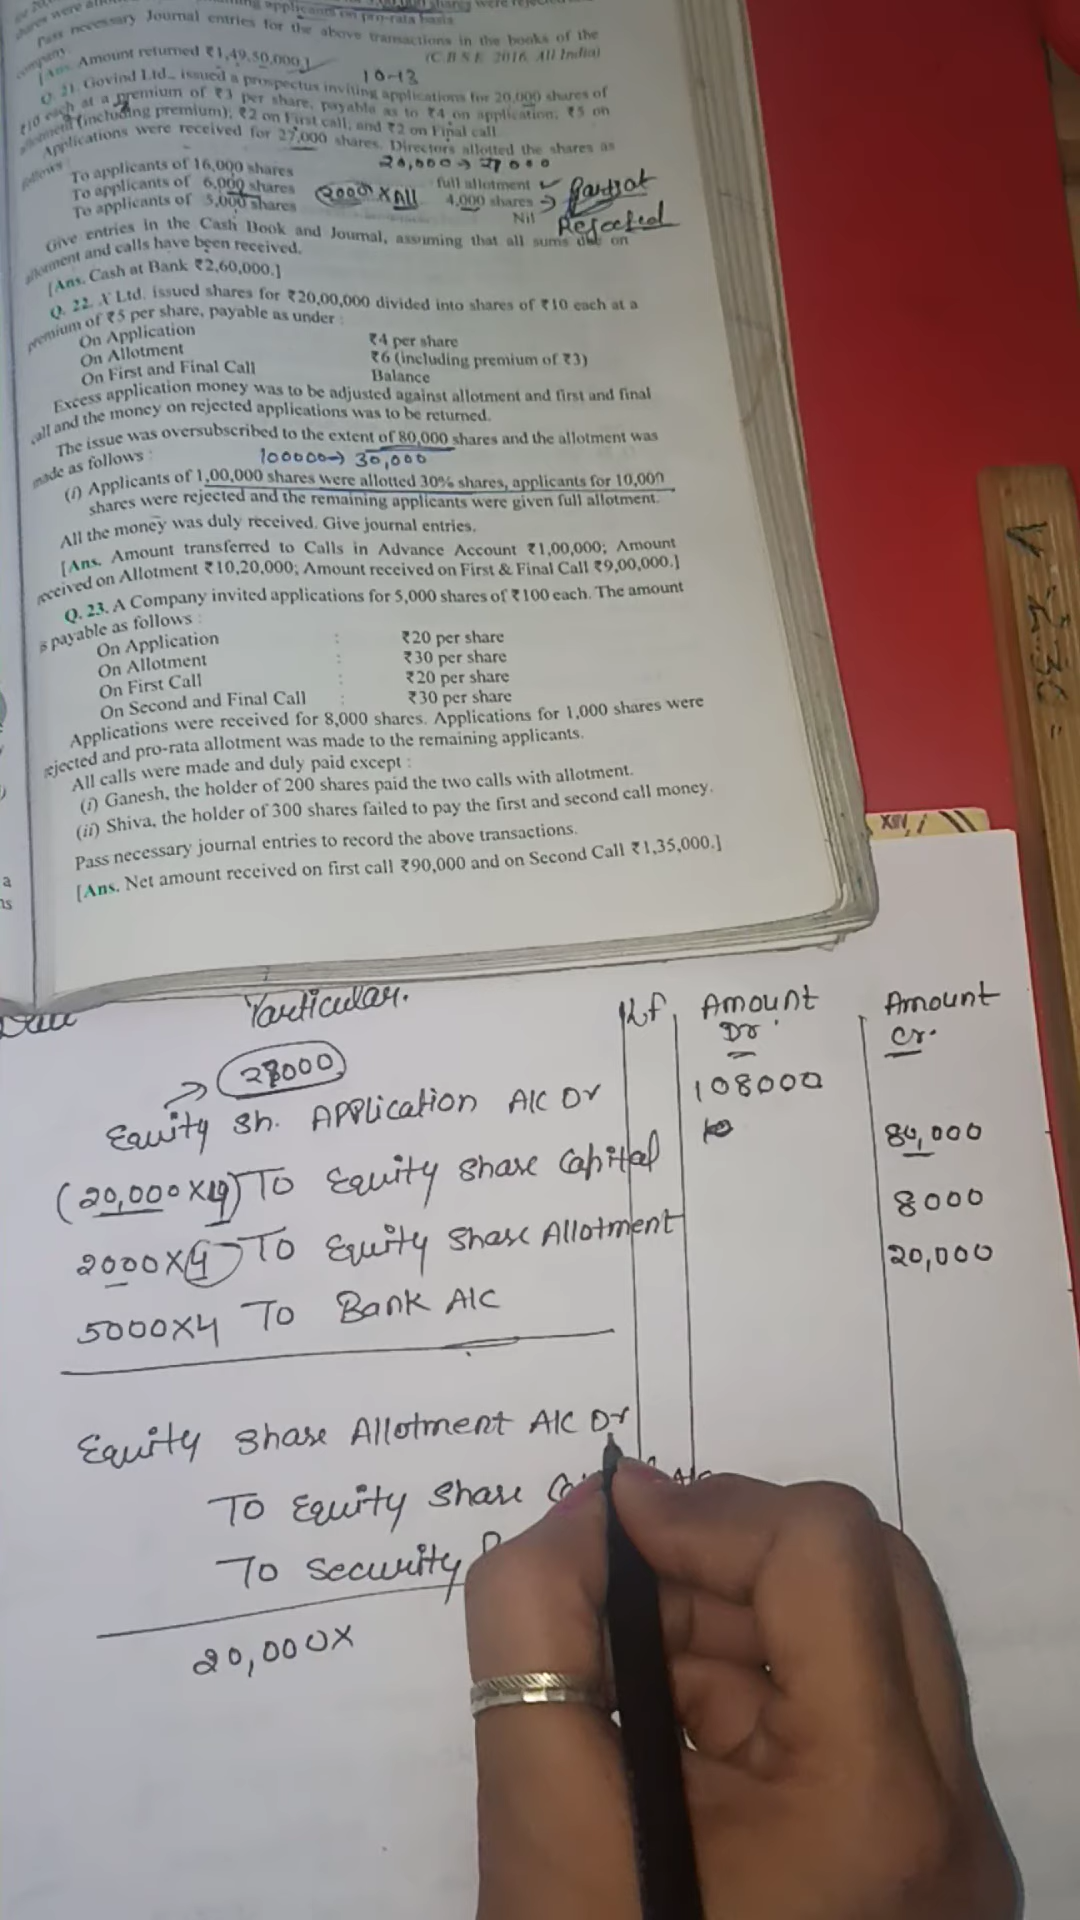 applicants on pro-rata basis
Pass necessary Journal entries for the above transactions in the books of the
company.
(C.B.S.E. 2016, All India)
[Ans. Amount returned ₹1,49,50,000.]
10-13
Q. 21. Govind Ltd., issued a prospectus inviting applications for 20,000 shares of
₹10 each at a premium of ₹3 per share, payable as to ₹4 on application; ₹5 on
allotment (including premium); ₹2 on First call; and ₹2 on Final call.
Applications were received for 27,000 shares. Directors allotted the shares as
follows :
20,000 → 27000
To applicants of 16,000 shares full allotment
To applicants of 6,000 shares 2000 X All 4,000 shares →
To applicants of 5,000 shares Nil Rejected
Give entries in the Cash Book and Journal, assuming that all sums due on
allotment and calls have been received.
[Ans. Cash at Bank ₹2,60,000.]
Q. 22. X Ltd. issued shares for ₹20,00,000 divided into shares of ₹10 each at a
premium of ₹5 per share, payable as under :
On Application ₹4 per share
On Allotment ₹6 (including premium of ₹3)
On First and Final Call Balance
Excess application money was to be adjusted against allotment and first and final
call and the money on rejected applications was to be returned.
The issue was oversubscribed to the extent of 80,000 shares and the allotment was
made as follows :
100000→ 30,000
(i) Applicants of 1,00,000 shares were allotted 30% shares, applicants for 10,000
shares were rejected and the remaining applicants were given full allotment.
All the money was duly received. Give journal entries.
[Ans. Amount transferred to Calls in Advance Account ₹1,00,000; Amount
received on Allotment ₹10,20,000; Amount received on First & Final Call ₹9,00,000.]
Q. 23. A Company invited applications for 5,000 shares of ₹100 each. The amount
is payable as follows :
On Application : ₹20 per share
On Allotment : ₹30 per share
On First Call : ₹20 per share
On Second and Final Call : ₹30 per share
Applications were received for 8,000 shares. Applications for 1,000 shares were
rejected and pro-rata allotment was made to the remaining applicants.
All calls were made and duly paid except :
(i) Ganesh, the holder of 200 shares paid the two calls with allotment.
(ii) Shiva, the holder of 300 shares failed to pay the first and second call money.
Pass necessary journal entries to record the above transactions.
[Ans. Net amount received on first call ₹90,000 and on Second Call ₹1,35,000.]
XIV
Particular. Lf Amount Dr. Amount Cr.
→ 27000
Equity Sh. Application A/C Dr 108000
(20,000×4) To Equity Share Capital 80,000
2000×4 To Equity Share Allotment 8000
5000×4 To Bank A/C 20,000
Equity Share Allotment A/C Dr
To Equity Share
To Security
20,000×